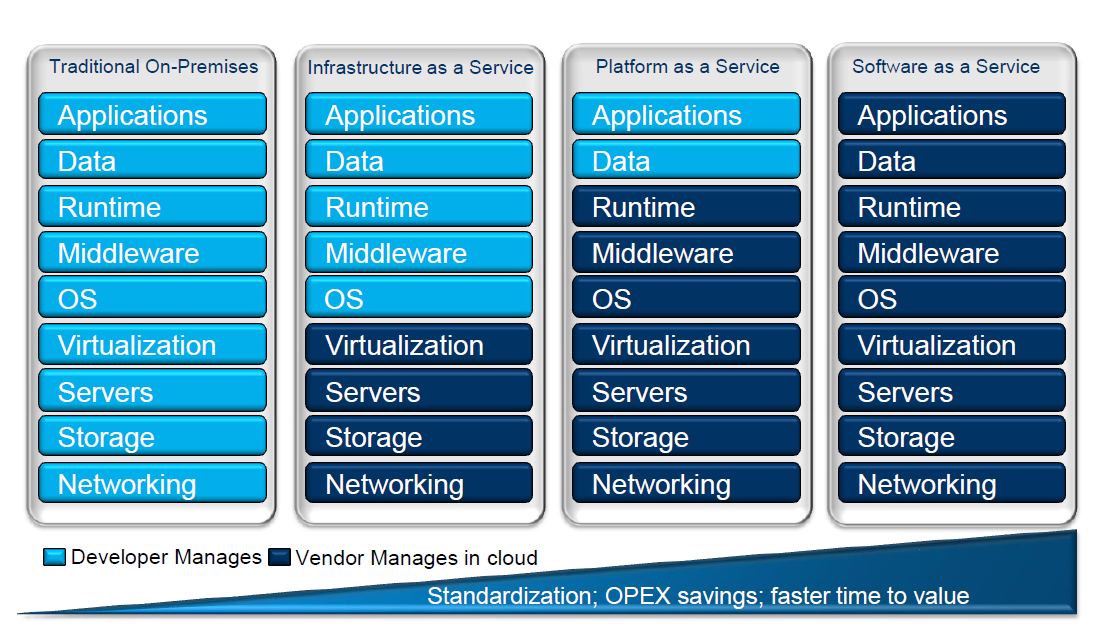 Traditional On-Premises
Applications
Data
Runtime
Middleware
OS
Virtualization
Servers
Storage
Networking
Infrastructure as a Service
Applications
Data
Runtime
Middleware
OS
Virtualization
Servers
Storage
Networking
Platform as a Service
Applications
Data
Runtime
Middleware
OS
Virtualization
Servers
Storage
Networking
Software as a Service
Applications
Data
Runtime
Middleware
OS
Virtualization
Servers
Storage
Networking
Developer Manages
Vendor Manages in cloud
Standardization; OPEX savings; faster time to value